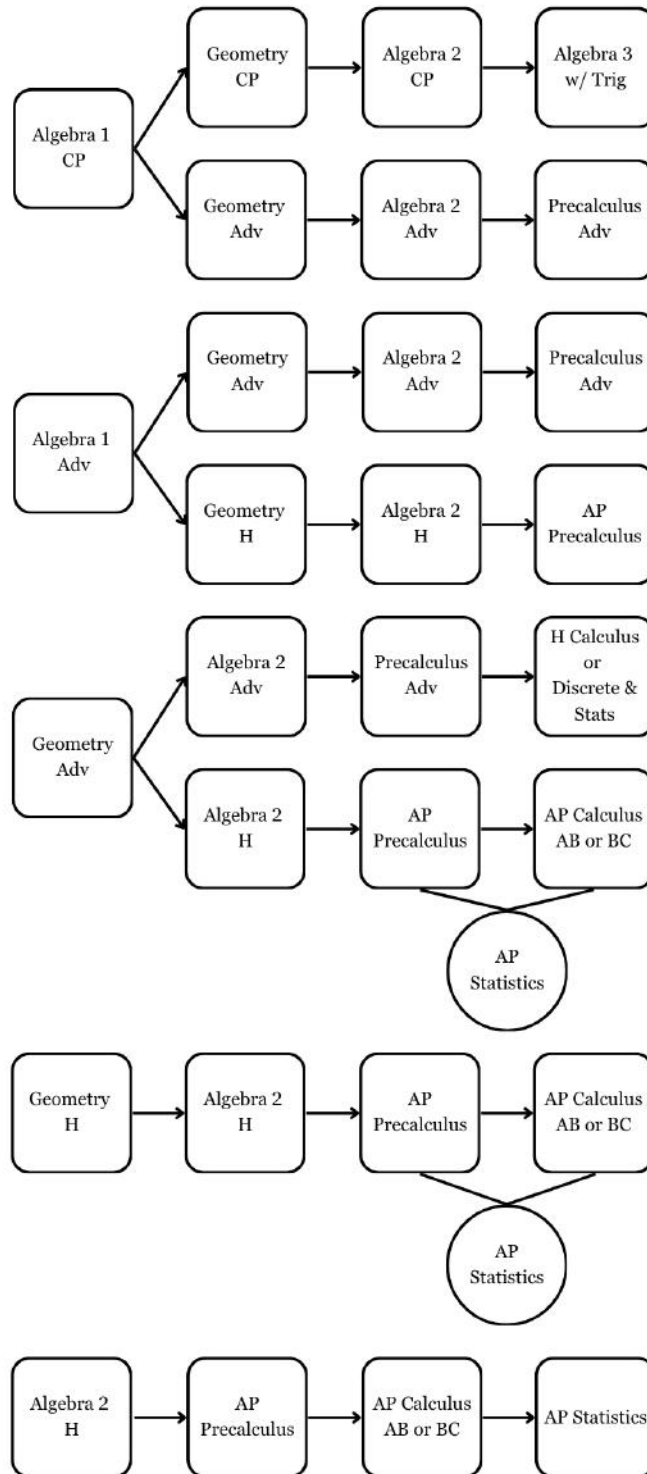 Geometry
CP
Algebra 2
CP
Algebra 3
w/ Trig
Algebra 1
CP
Geometry
Adv
Algebra 2
Adv
Precalculus
Adv
Geometry
Adv
Algebra 2
Adv
Precalculus
Adv
Algebra 1
Adv
Geometry
H
Algebra 2
H
AP
Precalculus
Algebra 2
Adv
Precalculus
Adv
H Calculus
or
Discrete &
Stats
Geometry
Adv
Algebra 2
H
AP
Precalculus
AP Calculus
AB or BC
AP
Statistics
Geometry
H
Algebra 2
H
AP
Precalculus
AP Calculus
AB or BC
AP
Statistics
Algebra 2
H
AP
Precalculus
AP Calculus
AB or BC
AP Statistics